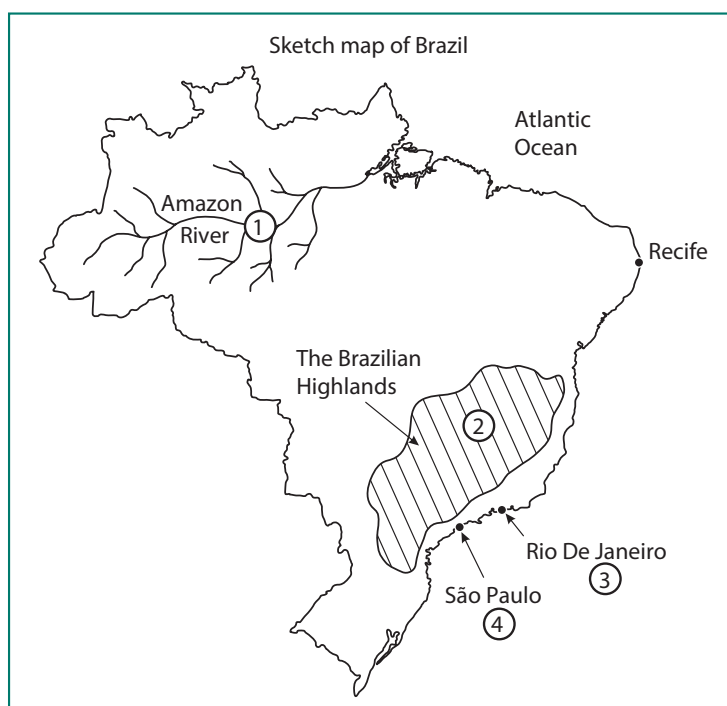 Sketch map of Brazil
Atlantic
Ocean
Amazon
River
1
Recife
The Brazilian
Highlands
2
Rio De Janeiro
3
São Paulo
4